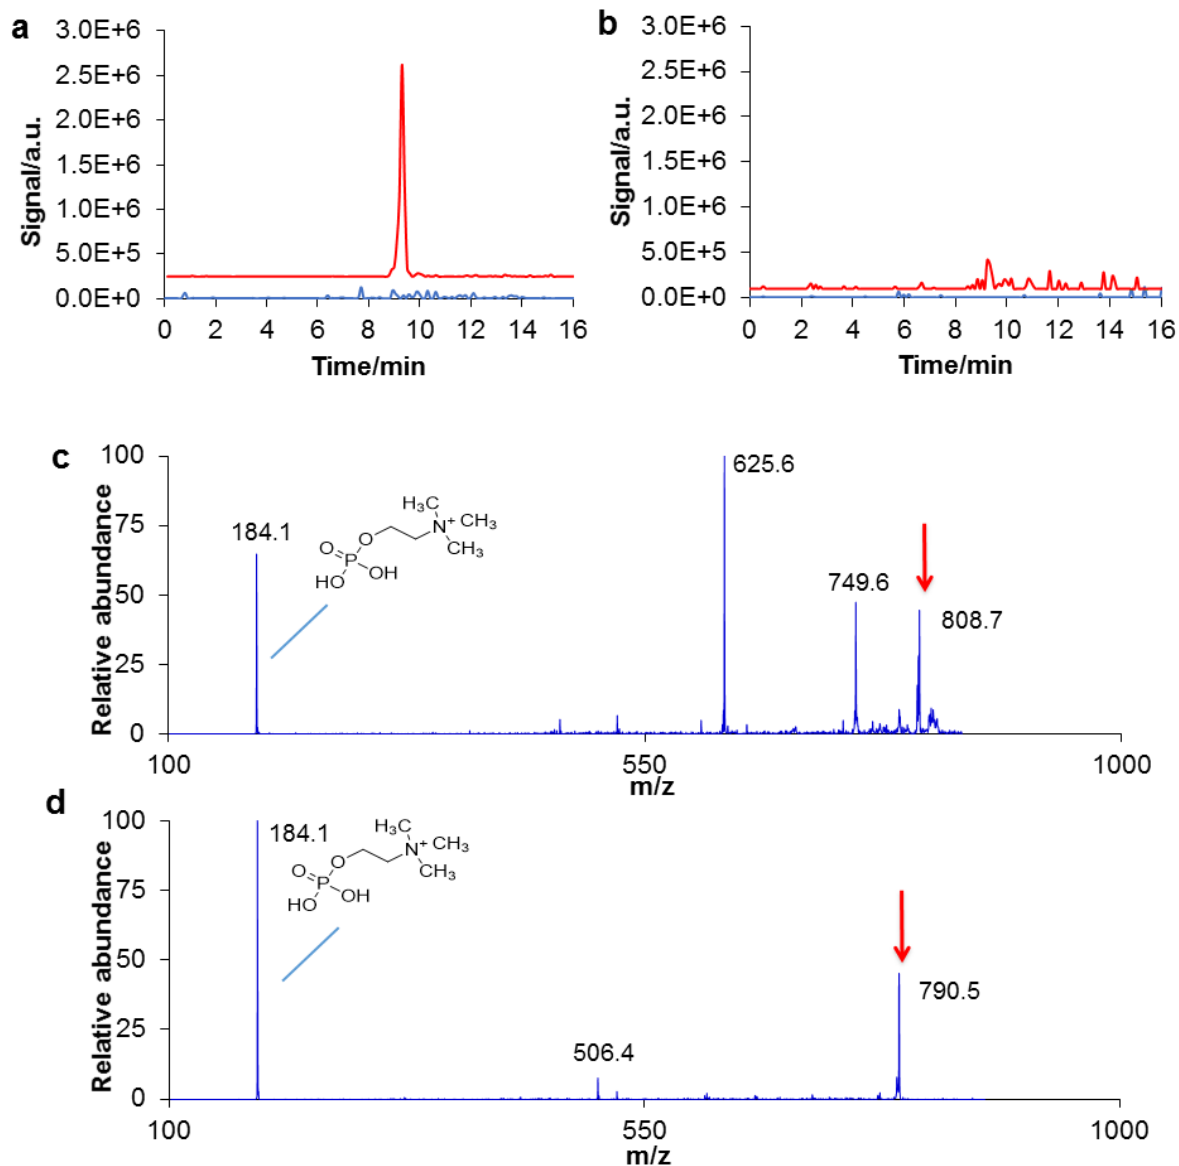 a
3.0E+6
2.5E+6
2.0E+6
1.5E+6
1.0E+6
5.0E+5
0.0E+0
Signal/a.u.
0 2 4 6 8 10 12 14 16
Time/min
b
3.0E+6
2.5E+6
2.0E+6
1.5E+6
1.0E+6
5.0E+5
0.0E+0
Signal/a.u.
0 2 4 6 8 10 12 14 16
Time/min
c
100
75
50
25
0
Relative abundance
184.1
H₃C
N⁺ CH₃
CH₃
O
O
P
HO OH
625.6
749.6
808.7
100 550 1000
m/z
d
100
75
50
25
0
Relative abundance
184.1
H₃C
N⁺ CH₃
CH₃
O
O
P
HO OH
506.4
790.5
100 550 1000
m/z